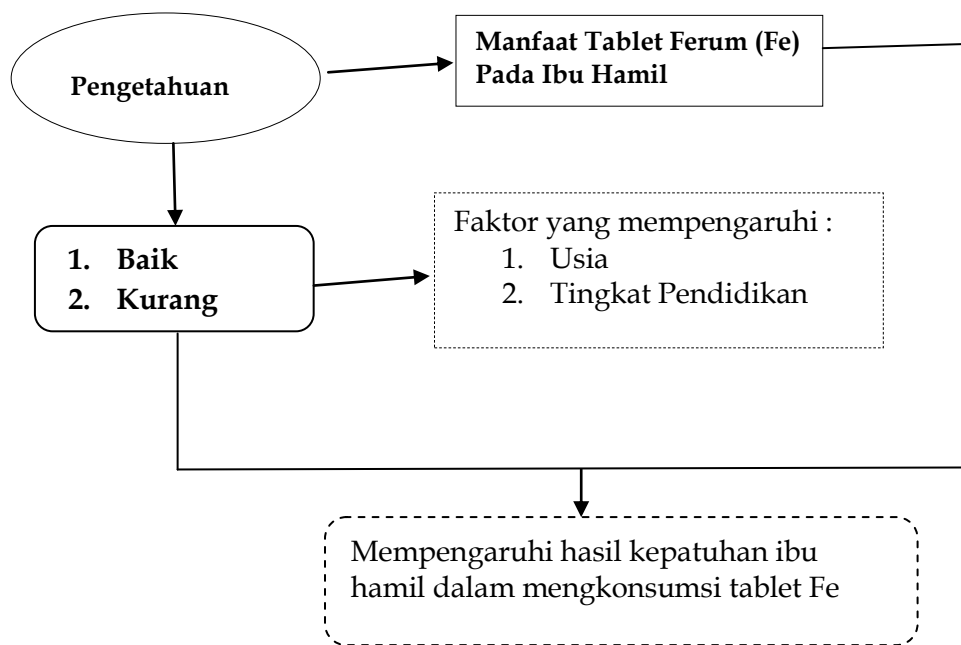 Pengetahuan
Manfaat Tablet Ferum (Fe)
Pada Ibu Hamil
1. Baik
2. Kurang
Faktor yang mempengaruhi :
1. Usia
2. Tingkat Pendidikan
Mempengaruhi hasil kepatuhan ibu
hamil dalam mengkonsumsi tablet Fe